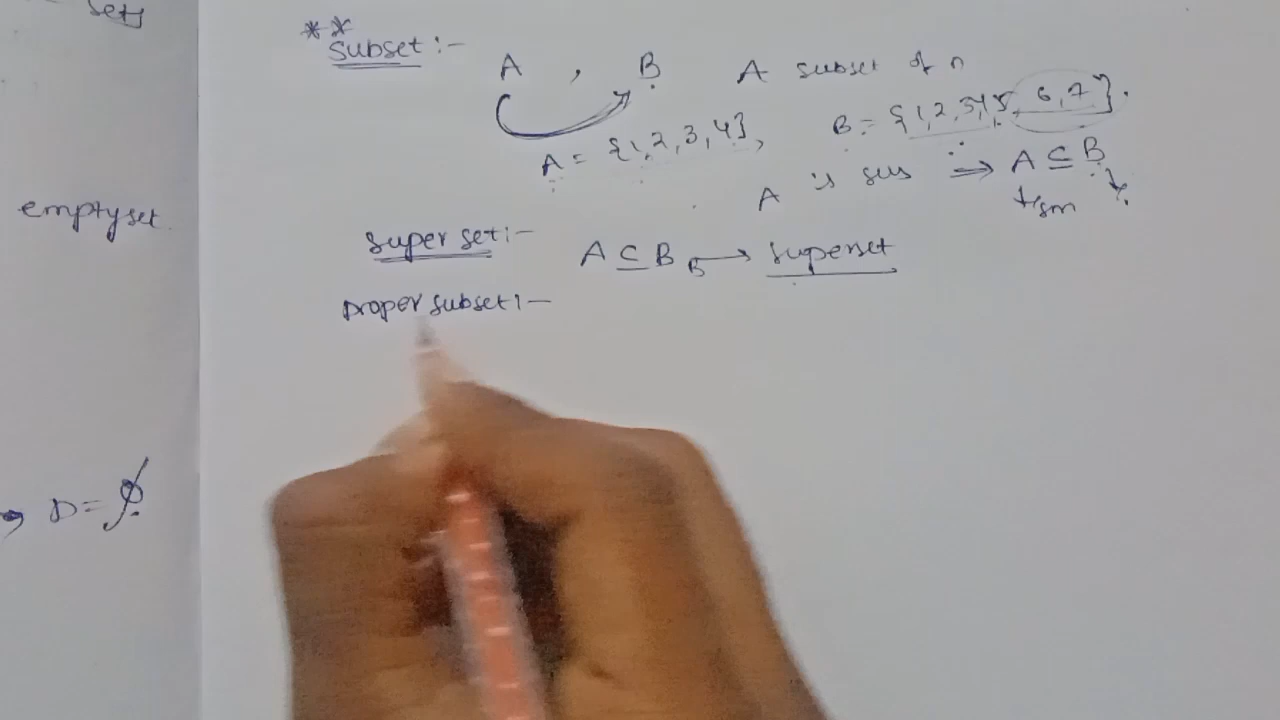 Sets
emptyset
D = ∅
** Subset :-
A , B A subset of n
A = {1, 2, 3, 4}, B = {1, 2, 3, 4, 5, 6, 7}.
A is sus ∴ ⇒ A ⊆ B
Super set :- A ⊆ B B → superset
Proper subset :-